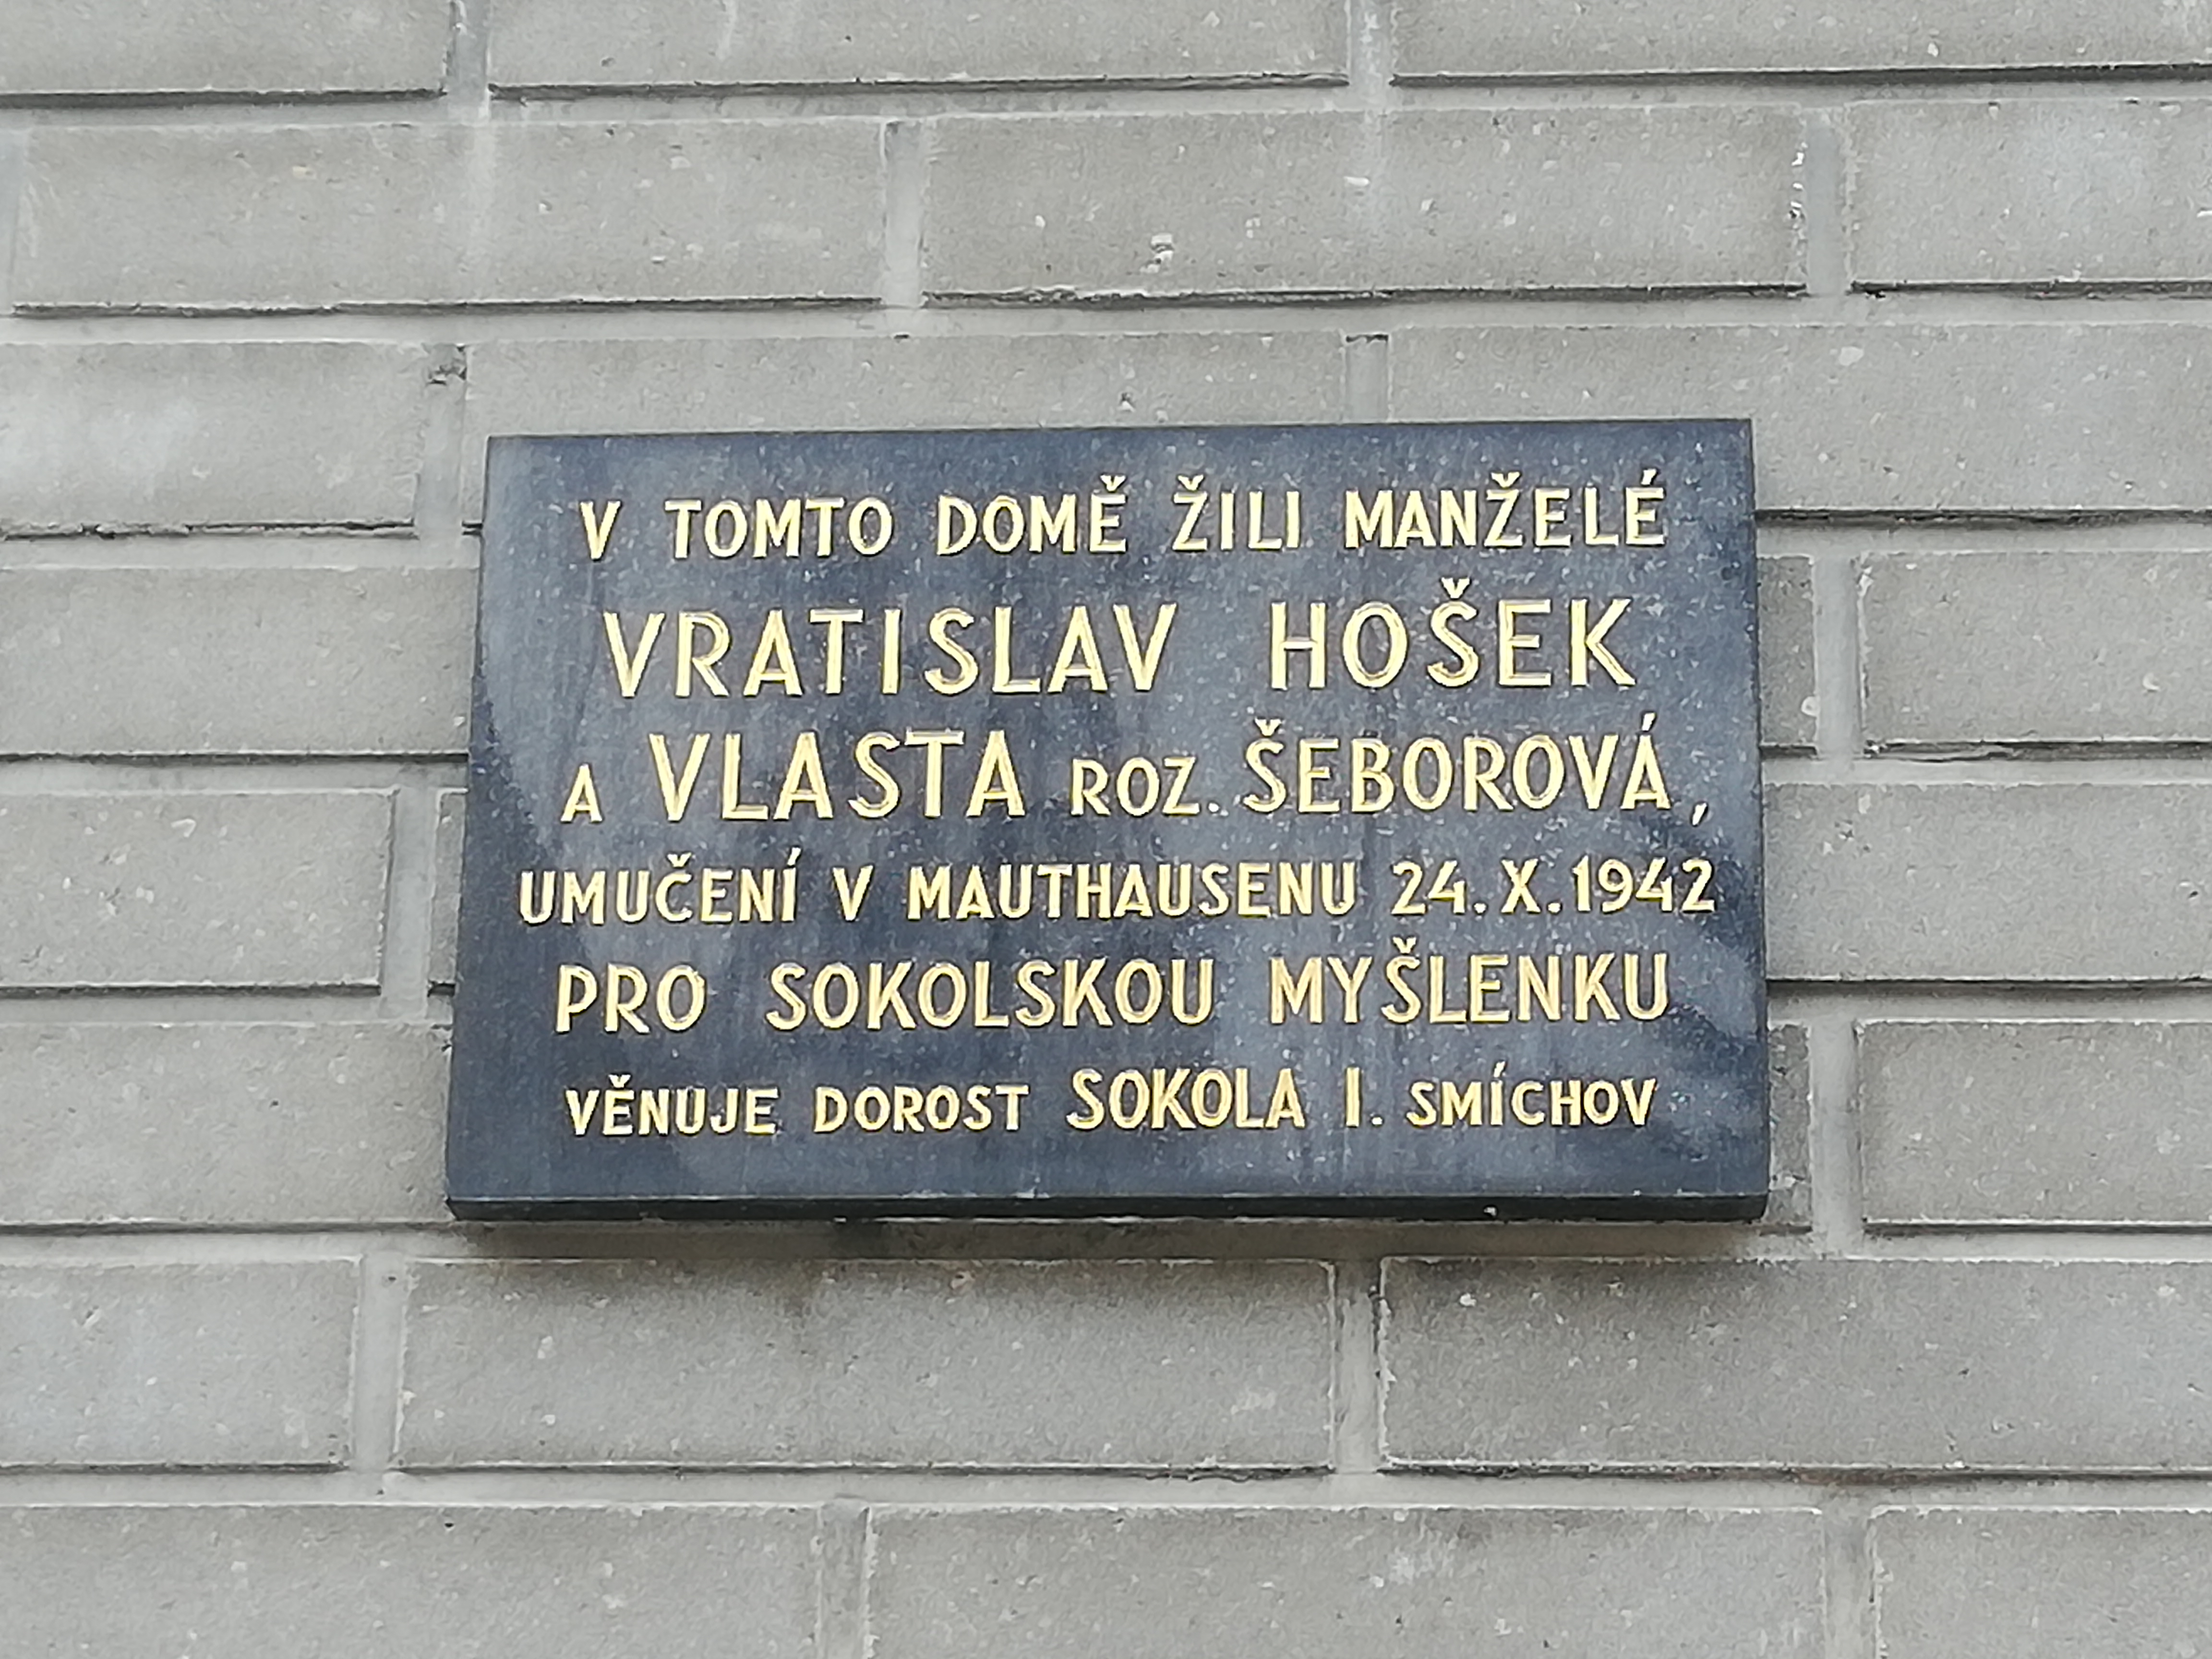 V TOMTO DOMĚ ŽILI MANŽELÉ
VRATISLAV HOŠEK
A VLASTA ROZ. ŠEBOROVÁ,
UMUČENÍ V MAUTHAUSENU 24. X. 1942
PRO SOKOLSKOU MYŠLENKU
VĚNUJE DOROST SOKOLA I. SMÍCHOV